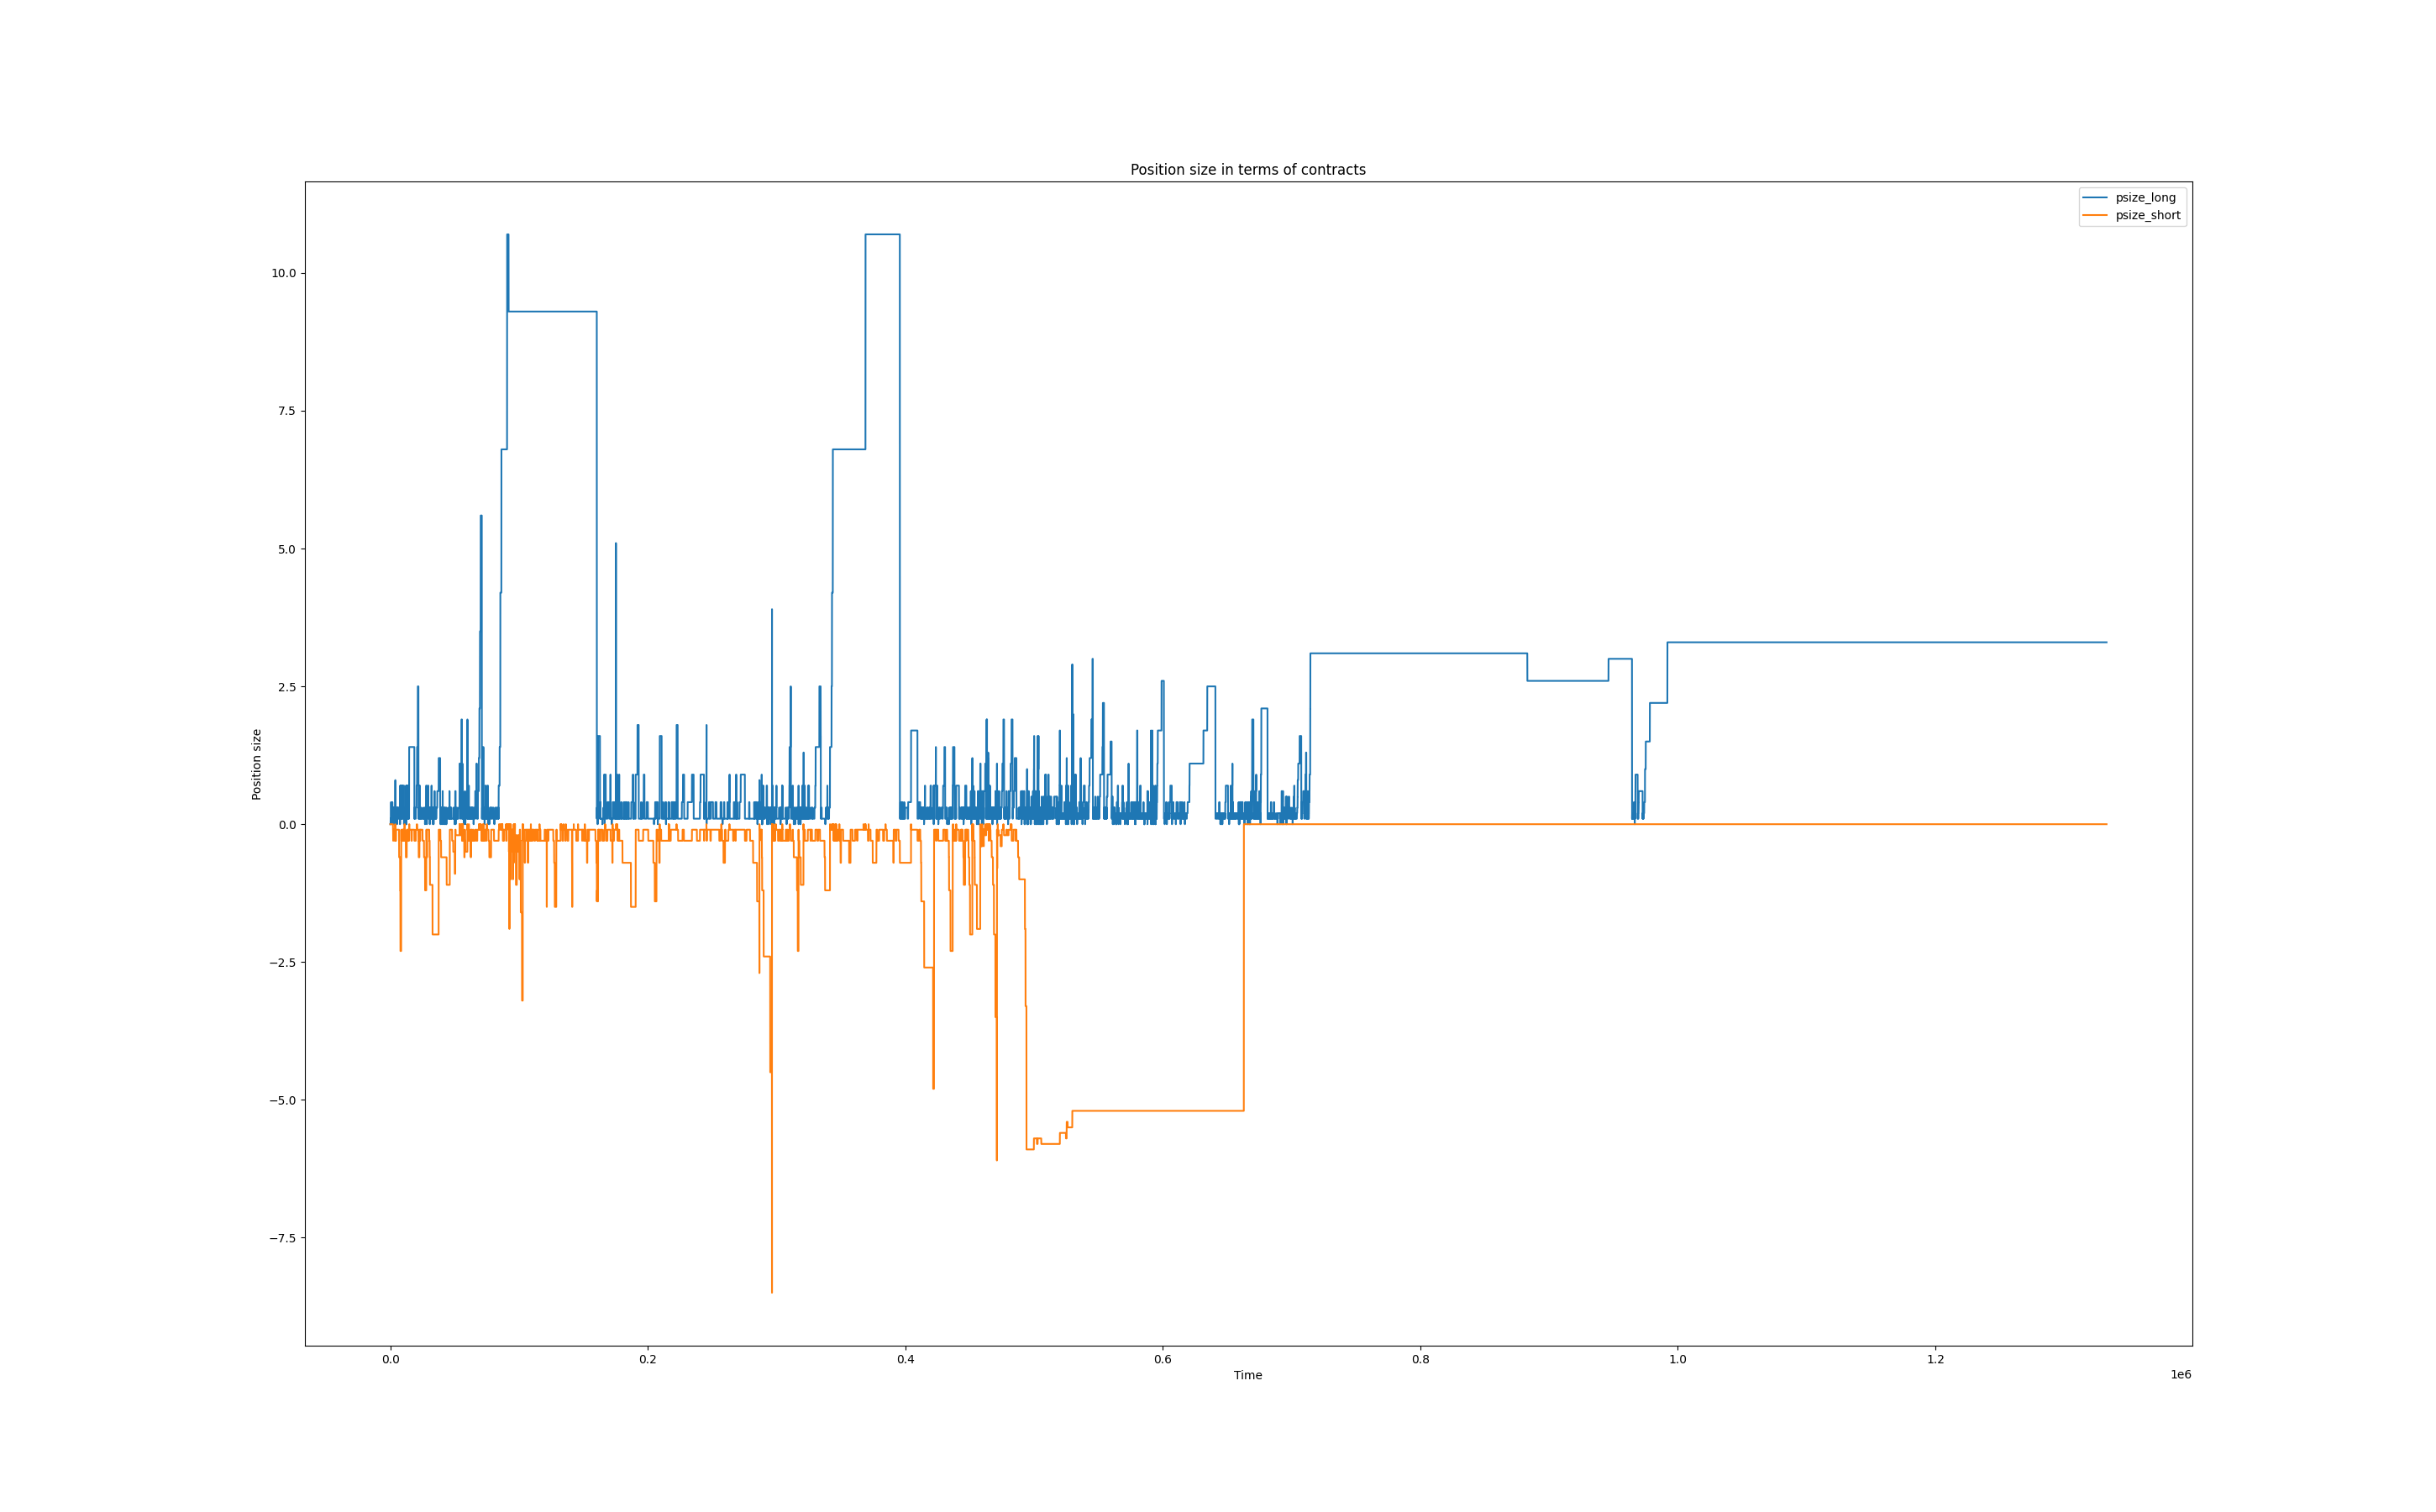 Position size in terms of contracts
psize_long
psize_short
10.0
7.5
5.0
2.5
0.0
−2.5
−5.0
−7.5
Position size
0.0 0.2 0.4 0.6 0.8 1.0 1.2
Time
1e6